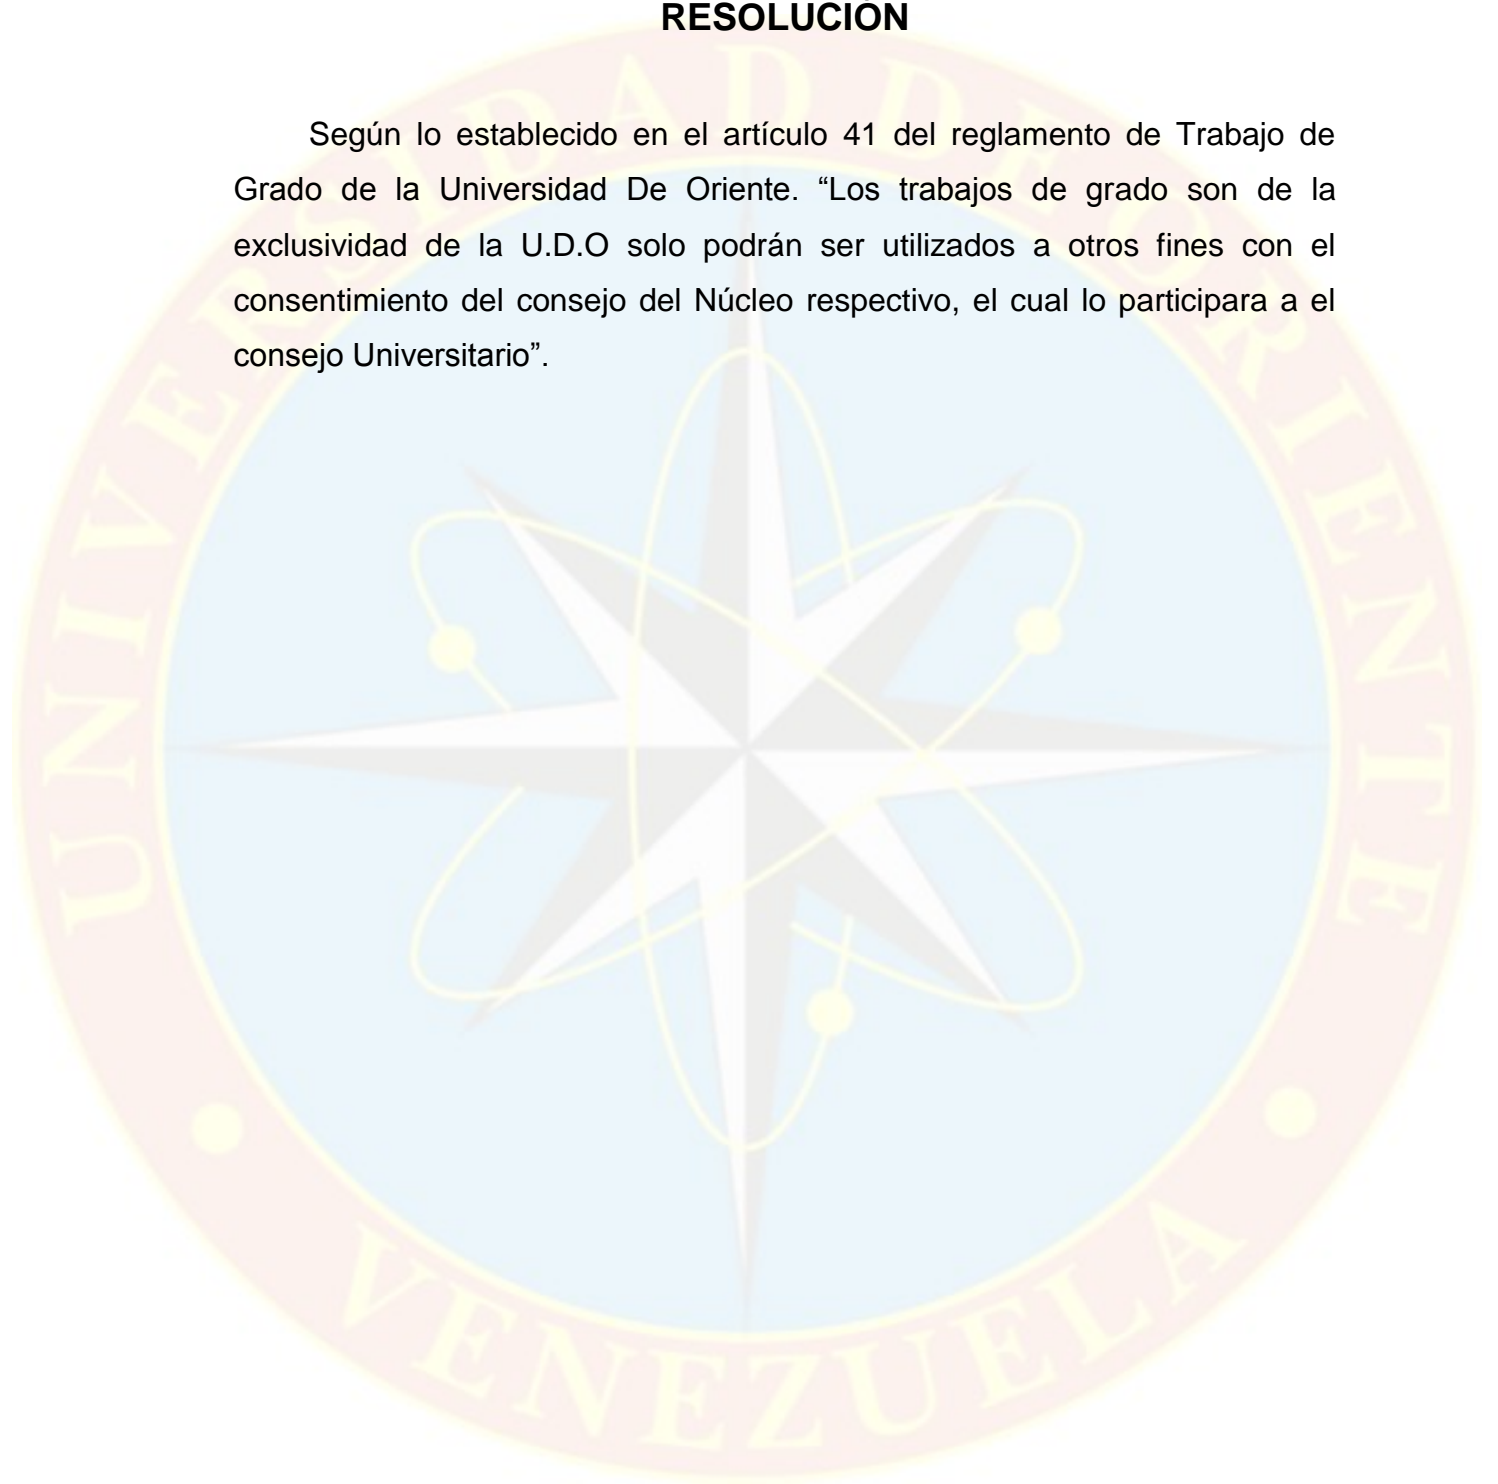 RESOLUCIÓN
Según lo establecido en el artículo 41 del reglamento de Trabajo de
Grado de la Universidad De Oriente. “Los trabajos de grado son de la
exclusividad de la U.D.O solo podrán ser utilizados a otros fines con el
consentimiento del consejo del Núcleo respectivo, el cual lo participara a el
consejo Universitario”.
UNIVERSIDAD DE ORIENTE
VENEZUELA